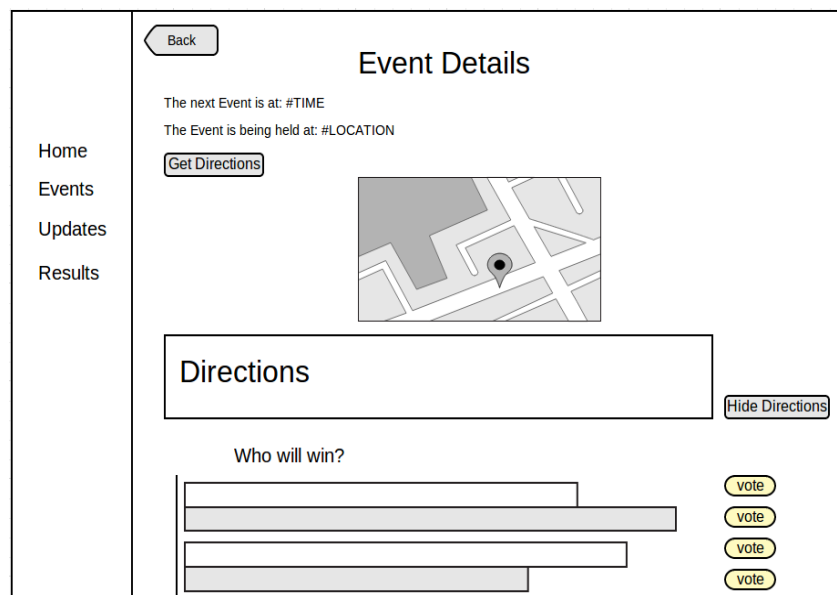 Back
Event Details
The next Event is at: #TIME
The Event is being held at: #LOCATION
Get Directions
Home
Events
Updates
Results
Directions
Hide Directions
Who will win?
vote
vote
vote
vote